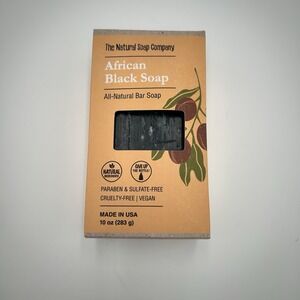 The Natural Soap Company
African
Black Soap
All-Natural Bar Soap
NATURAL
INGREDIENTS
GIVE UP
THE BOTTLE!
PARABEN & SULFATE-FREE
CRUELTY-FREE | VEGAN
MADE IN USA
10 oz (283 g)